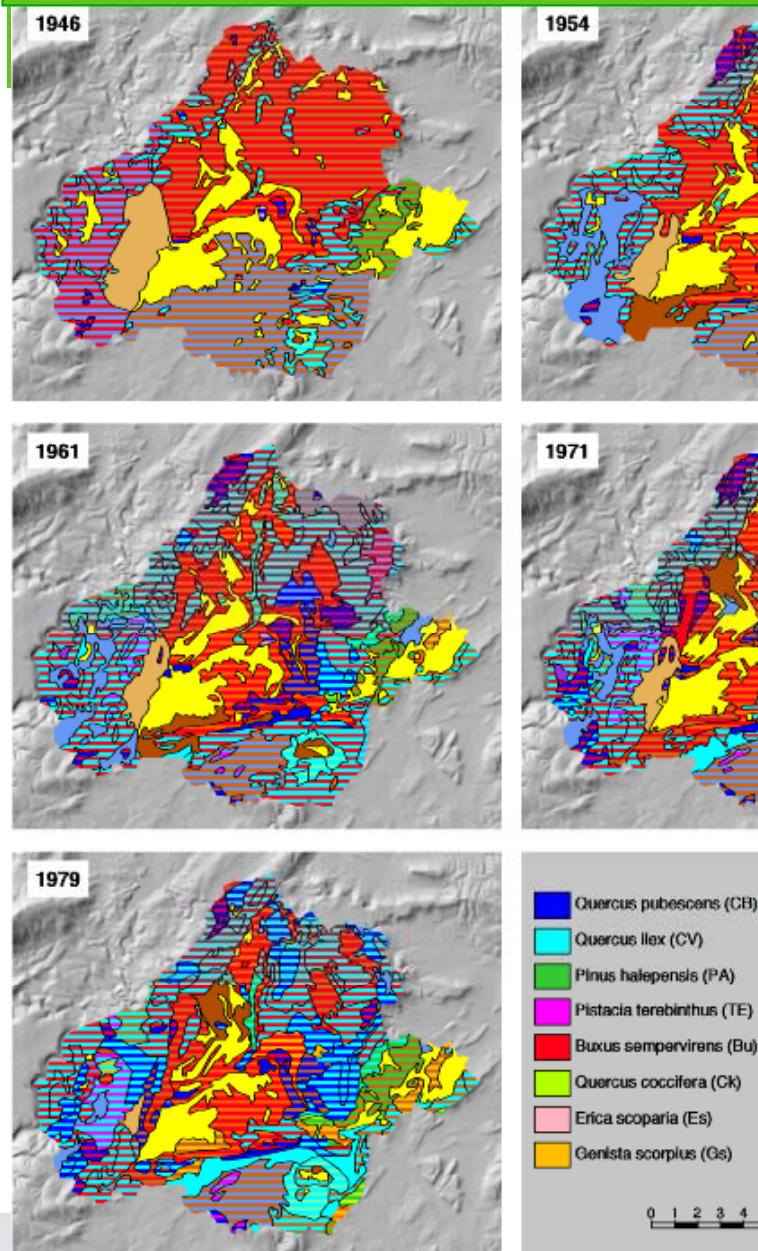 1946
1954
1961
1971
1979
Quercus pubescens (CB)
Quercus ilex (CV)
Pinus halepensis (PA)
Pistacia terebinthus (TE)
Buxus sempervirens (Bu)
Quercus coccifera (Ck)
Erica scoparia (Es)
Genista scorpius (Gs)
0 1 2 3 4